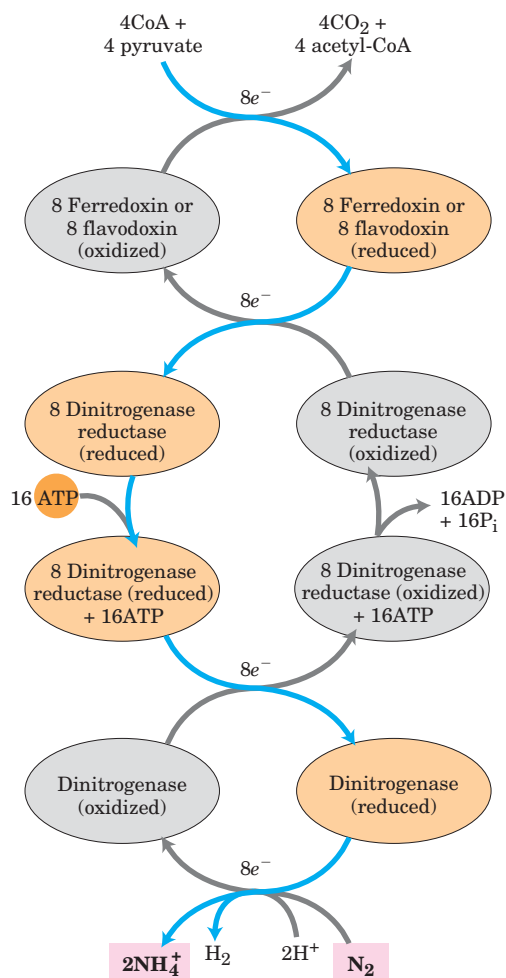 4CoA +
4 pyruvate
4CO₂ +
4 acetyl-CoA
8e⁻
8 Ferredoxin or
8 flavodoxin
(oxidized)
8 Ferredoxin or
8 flavodoxin
(reduced)
8e⁻
8 Dinitrogenase
reductase
(reduced)
8 Dinitrogenase
reductase
(oxidized)
16 ATP
16ADP
+ 16Pᵢ
8 Dinitrogenase
reductase (reduced)
+ 16ATP
8 Dinitrogenase
reductase (oxidized)
+ 16ATP
8e⁻
Dinitrogenase
(oxidized)
Dinitrogenase
(reduced)
8e⁻
2NH₄⁺
H₂
2H⁺
N₂